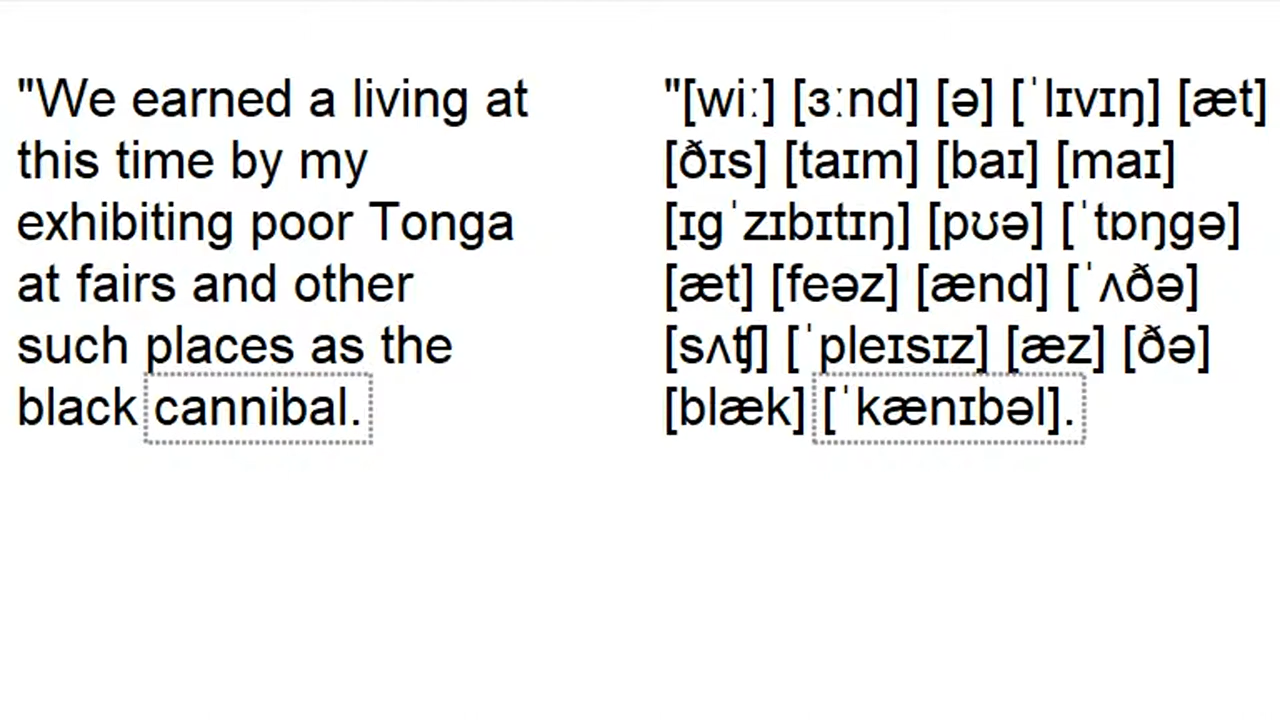 "We earned a living at
this time by my
exhibiting poor Tonga
at fairs and other
such places as the
black cannibal.
"[wiː] [ɜːnd] [ə] [ˈlɪvɪŋ] [æt]
[ðɪs] [taɪm] [baɪ] [maɪ]
[ɪgˈzɪbɪtɪŋ] [pʊə] [ˈtɒŋgə]
[æt] [feəz] [ænd] [ˈʌðə]
[sʌʧ] [ˈpleɪsɪz] [æz] [ðə]
[blæk] [ˈkænɪbəl].